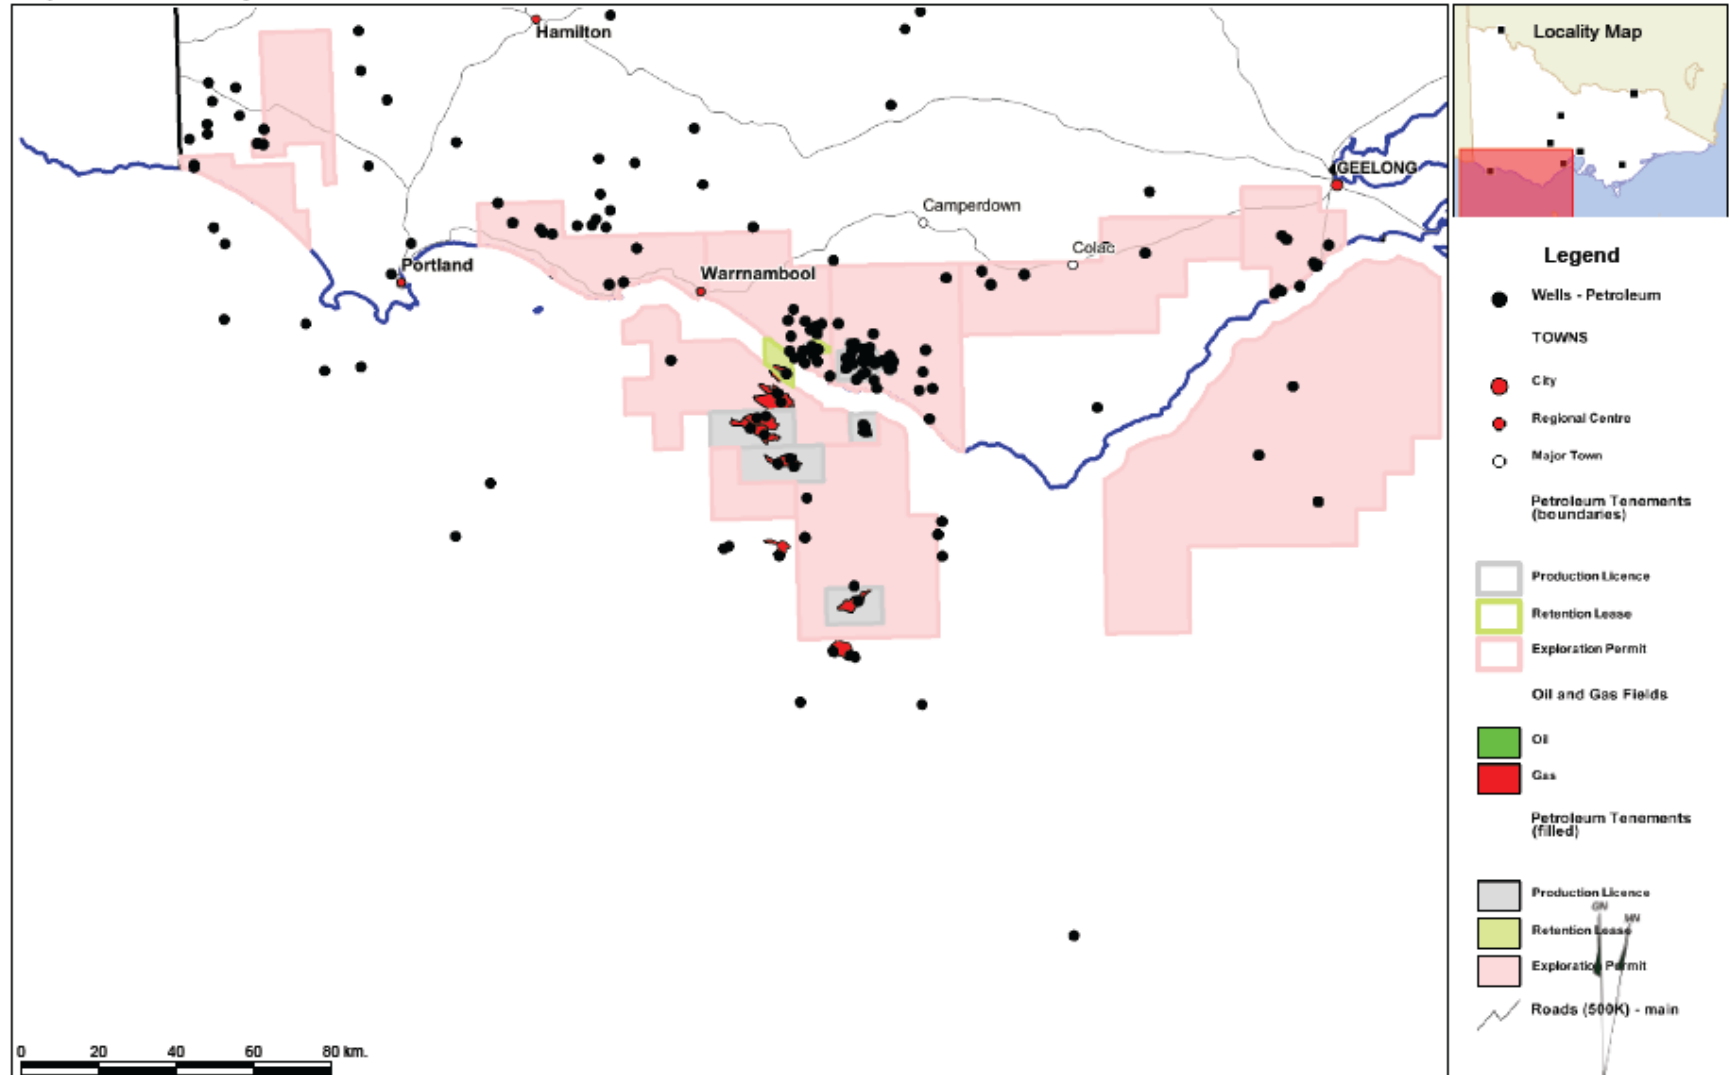 Hamilton
GEELONG
Camperdown
Colac
Portland
Warrnambool
0 20 40 60 80 km.
Locality Map
Legend
Wells - Petroleum
TOWNS
City
Regional Centre
Major Town
Petroleum Tenements
(boundaries)
Production Licence
Retention Lease
Exploration Permit
Oil and Gas Fields
Oil
Gas
Petroleum Tenements
(filled)
Production Licence
GN
MN
Retention Lease
Exploration Permit
Roads (500K) - main